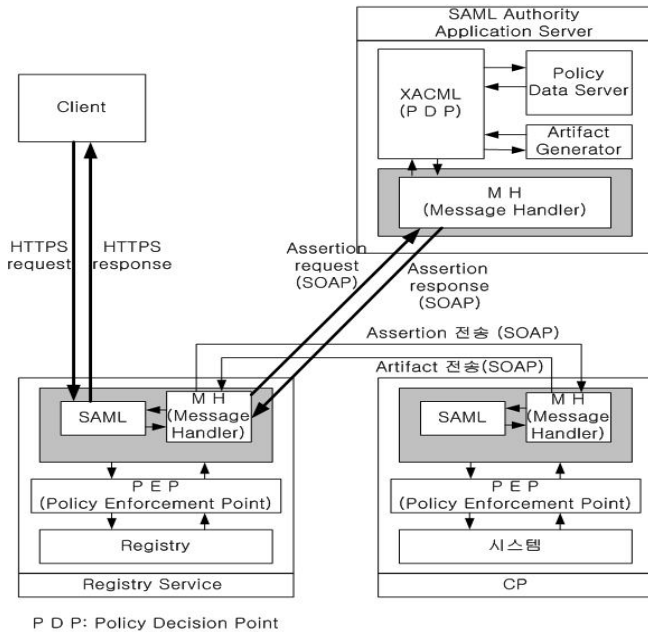 SAML Authority
Application Server
XACML
(P D P)
Policy
Data Server
Artifact
Generator
M H
(Message Handler)
Client
HTTPS
request
HTTPS
response
Assertion
request
(SOAP)
Assertion
response
(SOAP)
Assertion 전송 (SOAP)
Artifact 전송(SOAP)
SAML
M H
(Message
Handler)
P E P
(Policy Enforcement Point)
Registry
Registry Service
SAML
M H
(Message
Handler)
P E P
(Policy Enforcement Point)
시스템
CP
P D P: Policy Decision Point